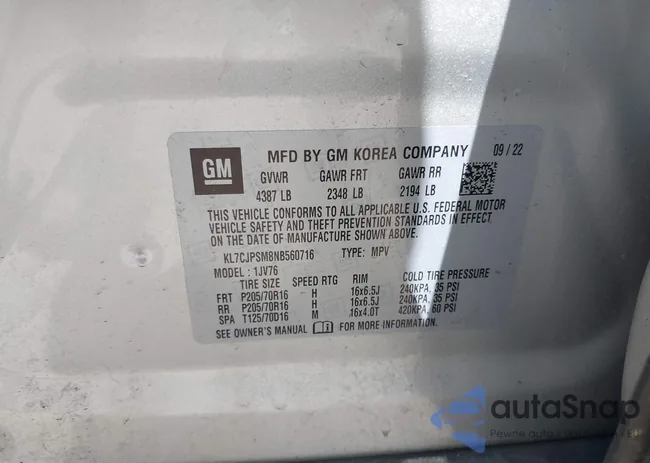 GM
MFD BY GM KOREA COMPANY 09 / 22
GVWR GAWR FRT GAWR RR
4387 LB 2348 LB 2194 LB
THIS VEHICLE CONFORMS TO ALL APPLICABLE U.S. FEDERAL MOTOR
VEHICLE SAFETY AND THEFT PREVENTION STANDARDS IN EFFECT
ON THE DATE OF MANUFACTURE SHOWN ABOVE.
KL7CJPSM8NB560716 TYPE: MPV
MODEL : 1JV76
TIRE SIZE SPEED RTG RIM COLD TIRE PRESSURE
FRT P205/70R16 H 16x6.5J 240KPA, 35 PSI
RR P205/70R16 H 16x6.5J 240KPA, 35 PSI
SPA T125/70D16 M 16x4.0T 420KPA, 60 PSI
SEE OWNER'S MANUAL FOR MORE INFORMATION.
autaSnap
Pewne auto z USA